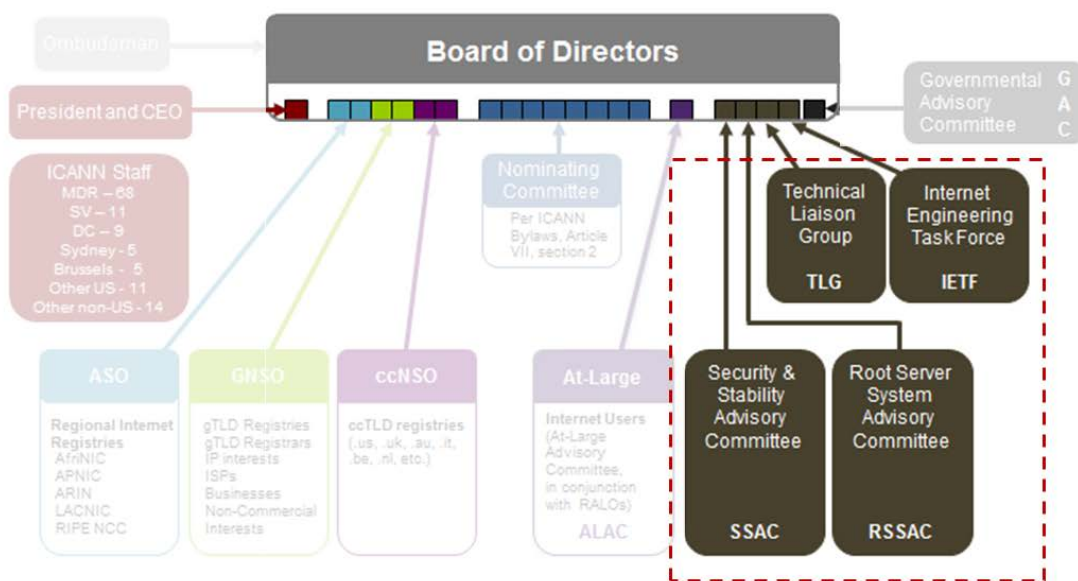 Ombudsman
Board of Directors
President and CEO
Governmental G
Advisory A
Committee C
ICANN Staff
MDR – 68
SV – 11
DC – 9
Sydney - 5
Brussels - 5
Other US - 11
Other non-US - 14
Nominating
Committee
Per ICANN
Bylaws, Article
VII, section 2
Technical
Liaison
Group
TLG
Internet
Engineering
Task Force
IETF
ASO
Regional Internet
Registries
AfriNIC
APNIC
ARIN
LACNIC
RIPE NCC
GNSO
gTLD Registries
gTLD Registrars
IP interests
ISPs
Businesses
Non-Commercial
Interests
ccNSO
ccTLD registries
(.us, .uk, .au, .it,
.be, .nl, etc.)
At-Large
Internet Users
(At-Large
Advisory
Committee,
in conjunction
with RALOs)
ALAC
Security &
Stability
Advisory
Committee
SSAC
Root Server
System
Advisory
Committee
RSSAC